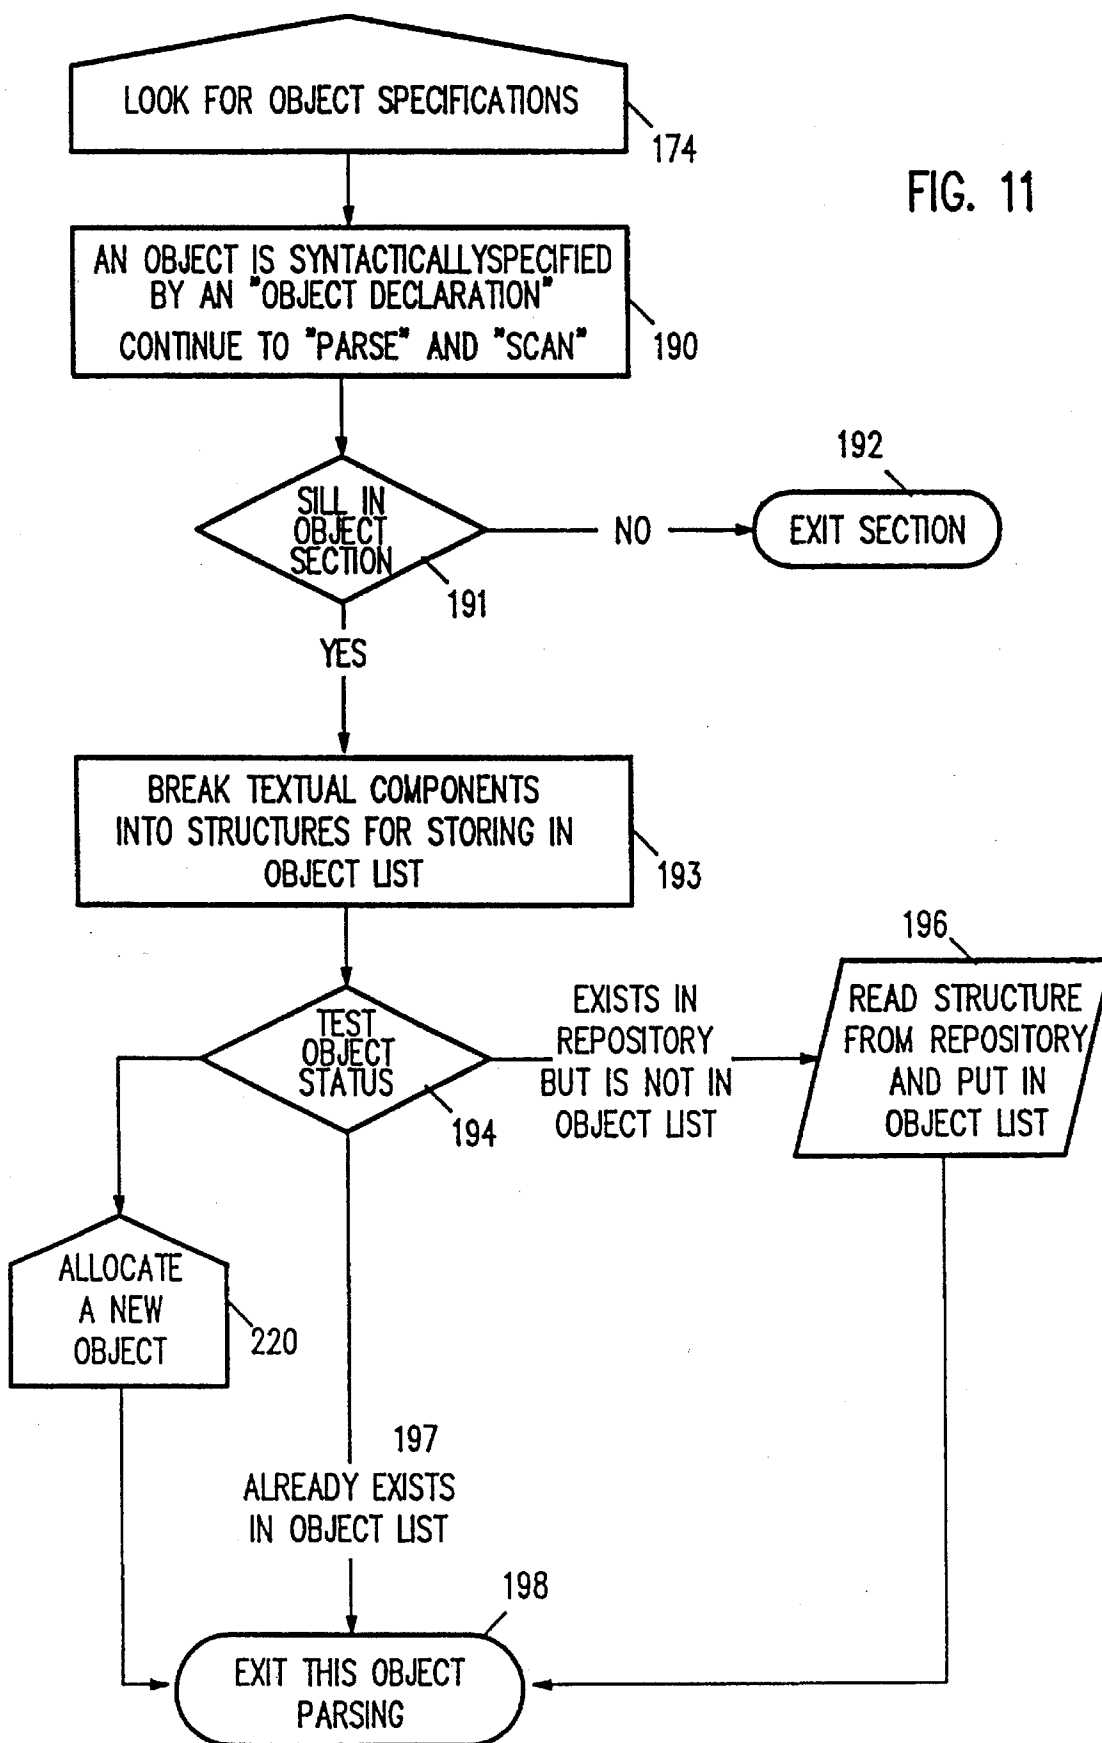 LOOK FOR OBJECT SPECIFICATIONS
174
FIG. 11
AN OBJECT IS SYNTACTICALLYSPECIFIED
BY AN "OBJECT DECLARATION"
CONTINUE TO "PARSE" AND "SCAN"
190
SILL IN
OBJECT
SECTION
191
NO
192
EXIT SECTION
YES
BREAK TEXTUAL COMPONENTS
INTO STRUCTURES FOR STORING IN
OBJECT LIST
193
TEST
OBJECT
STATUS
194
EXISTS IN
REPOSITORY
BUT IS NOT IN
OBJECT LIST
196
READ STRUCTURE
FROM REPOSITORY
AND PUT IN
OBJECT LIST
ALLOCATE
A NEW
OBJECT
220
197
ALREADY EXISTS
IN OBJECT LIST
198
EXIT THIS OBJECT
PARSING